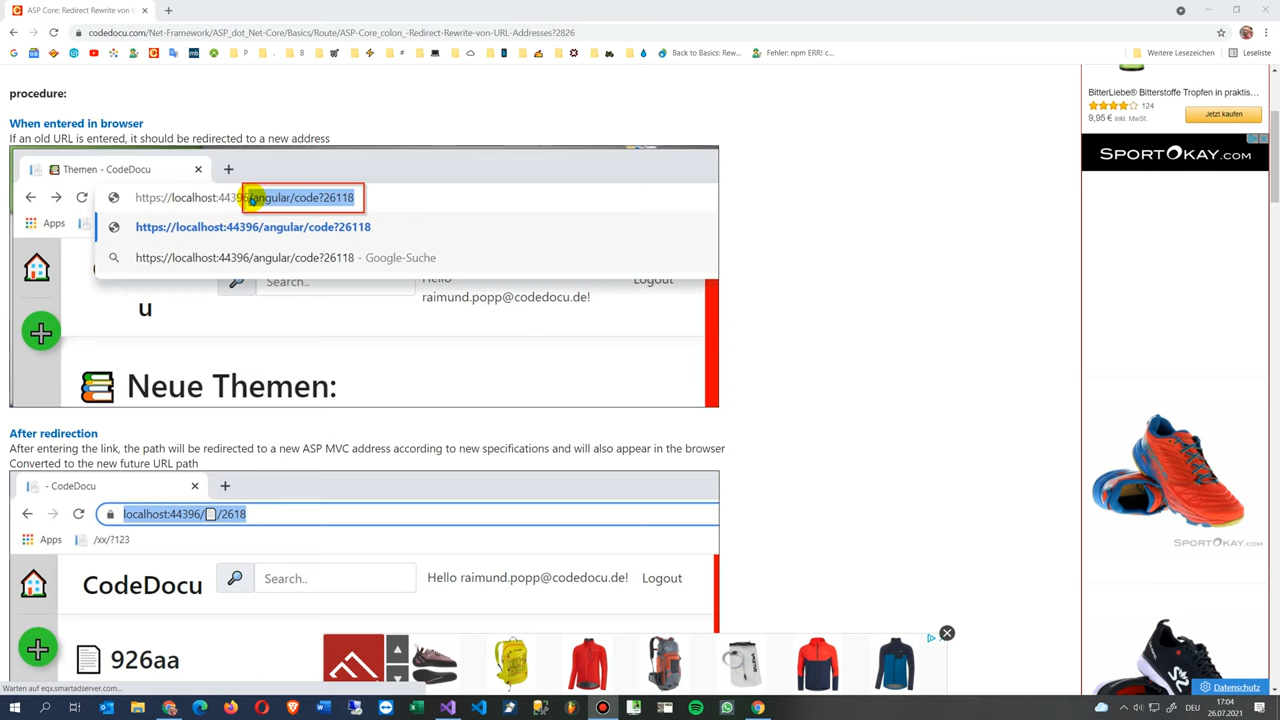 ASP Core: Redirect Rewrite von U
codedocu.com/Net-Framework/ASP_dot_Net-Core/Basics/Route/ASP-Core_colon_-Redirect-Rewrite-von-URL-Addresses?2826
Back to Basics: Rew...
Fehler: npm ERR! c...
Weitere Lesezeichen
Leseliste
procedure:
When entered in browser
If an old URL is entered, it should be redirected to a new address
Themen - CodeDocu
https://localhost:44396/angular/code?26118
Apps
https://localhost:44396/angular/code?26118
https://localhost:44396/angular/code?26118 - Google-Suche
Search..
Hello
raimund.popp@codedocu.de!
Logout
u
Neue Themen:
After redirection
After entering the link, the path will be redirected to a new ASP MVC address according to new specifications and will also appear in the browser
Converted to the new future URL path
- CodeDocu
localhost:44396/📄/2618
Apps
/xx/?123
CodeDocu
Search..
Hello raimund.popp@codedocu.de!
Logout
926aa
BitterLiebe® Bitterstoffe Tropfen in praktis...
124
9,95 € inkl. MwSt.
Jetzt kaufen
SPORTOKAY.COM
SPORTOKAY.COM
Datenschutz
Warten auf eqx.smartadserver.com...
DEU
17:04
26.07.2021